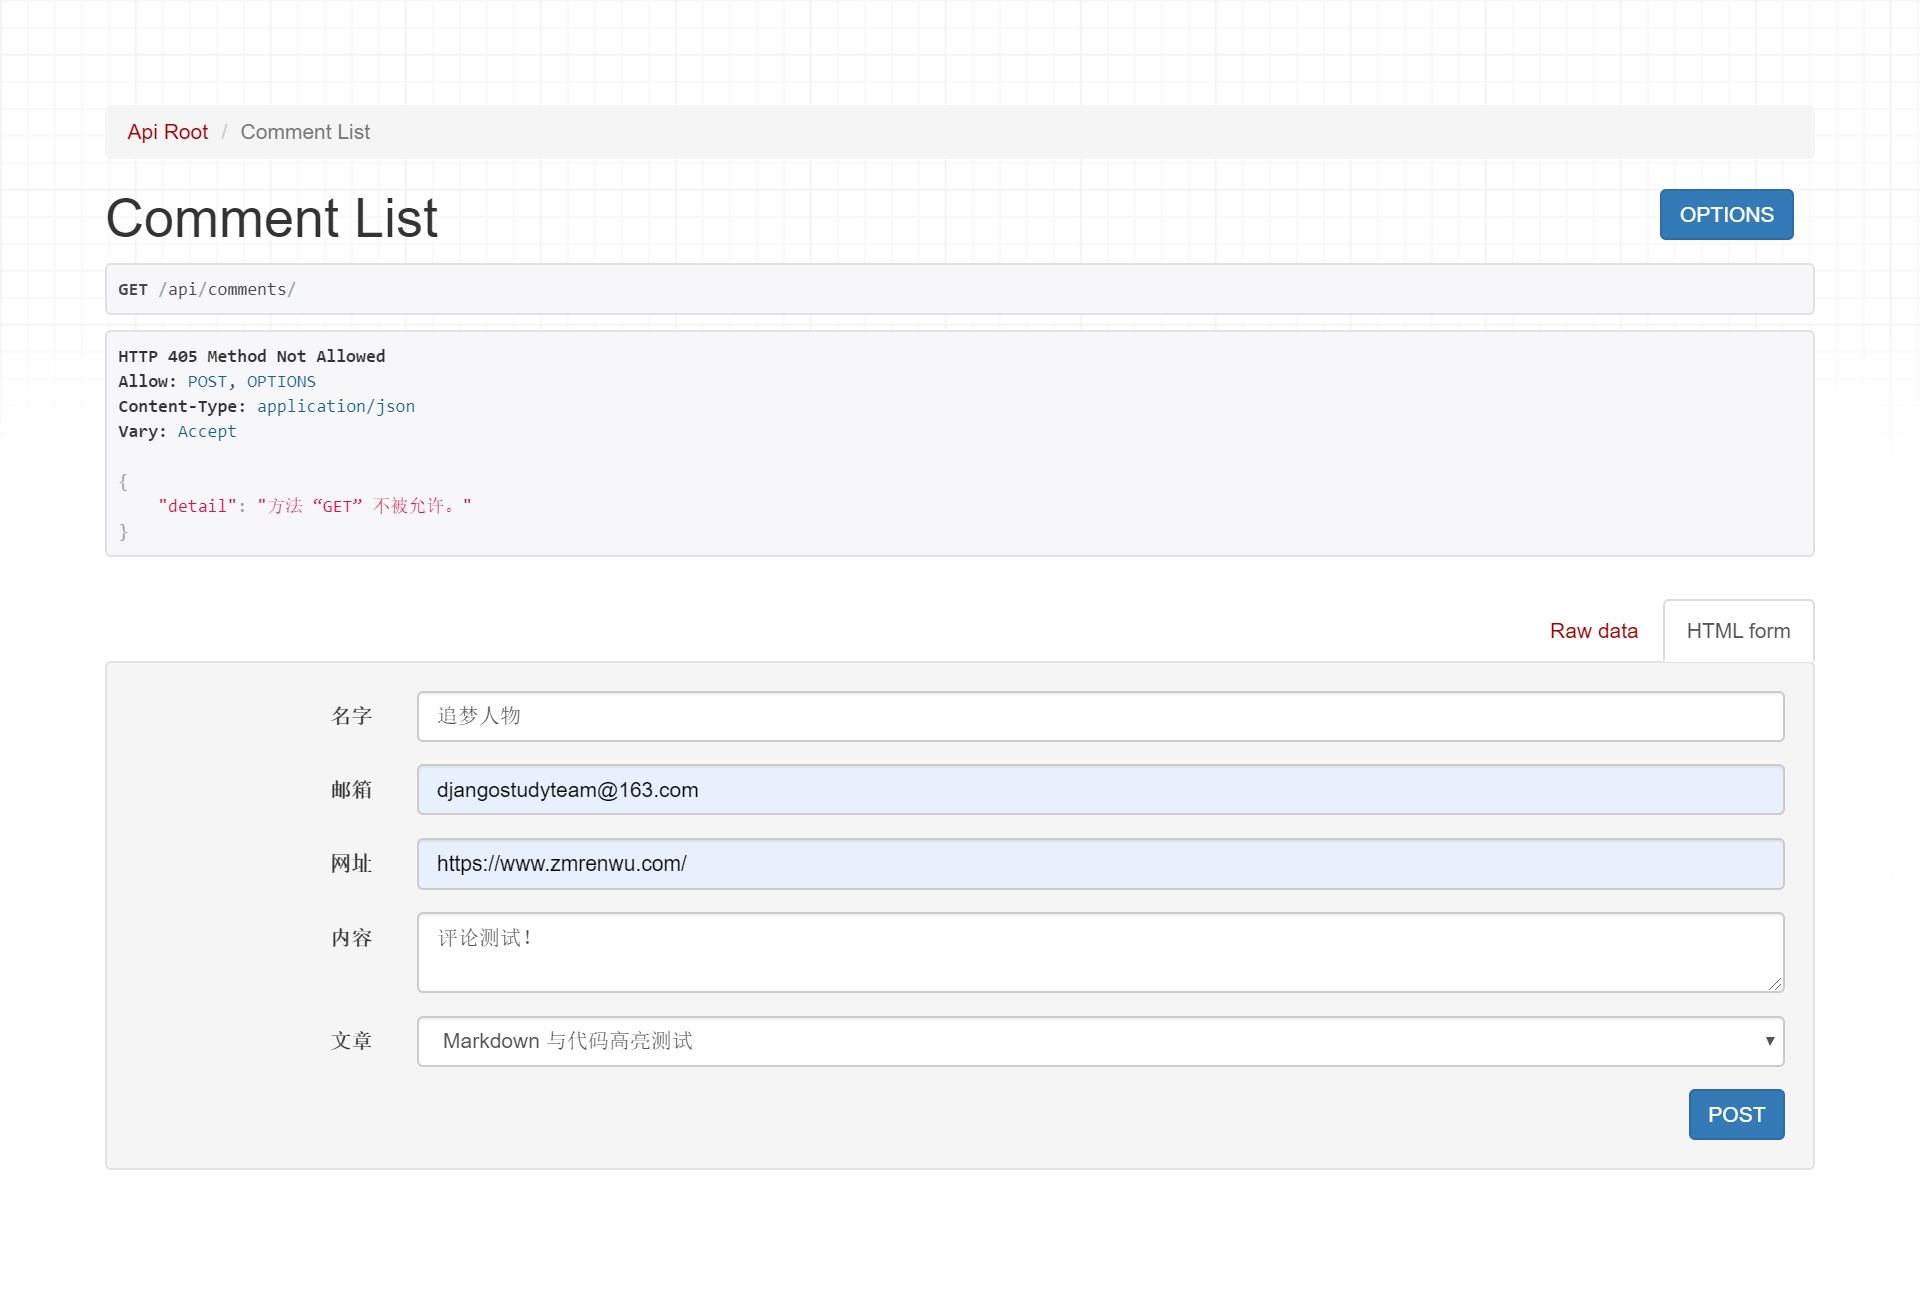 Api Root / Comment List
Comment List
OPTIONS
GET /api/comments/
HTTP 405 Method Not Allowed
Allow: POST, OPTIONS
Content-Type: application/json
Vary: Accept
{
"detail": "方法 “GET” 不被允许。"
}
Raw data
HTML form
名字
追梦人物
邮箱
djangostudyteam@163.com
网址
https://www.zmrenwu.com/
内容
评论测试!
文章
Markdown 与代码高亮测试
POST